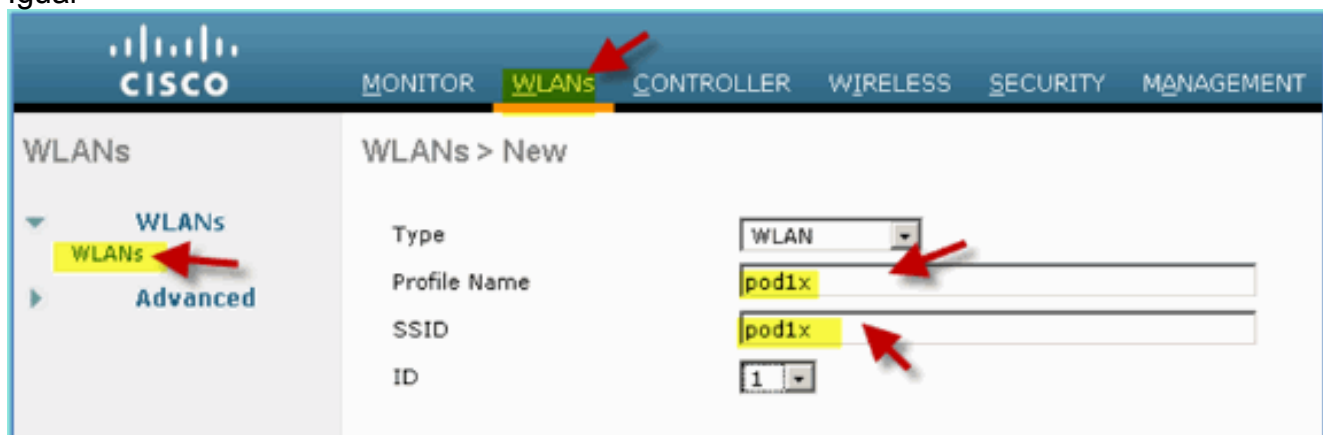 igual
CISCO
MONITOR WLANs CONTROLLER WIRELESS SECURITY MANAGEMENT
WLANs
WLANs > New
WLANs
WLANs
Advanced
Type WLAN
Profile Name pod1x
SSID pod1x
ID 1